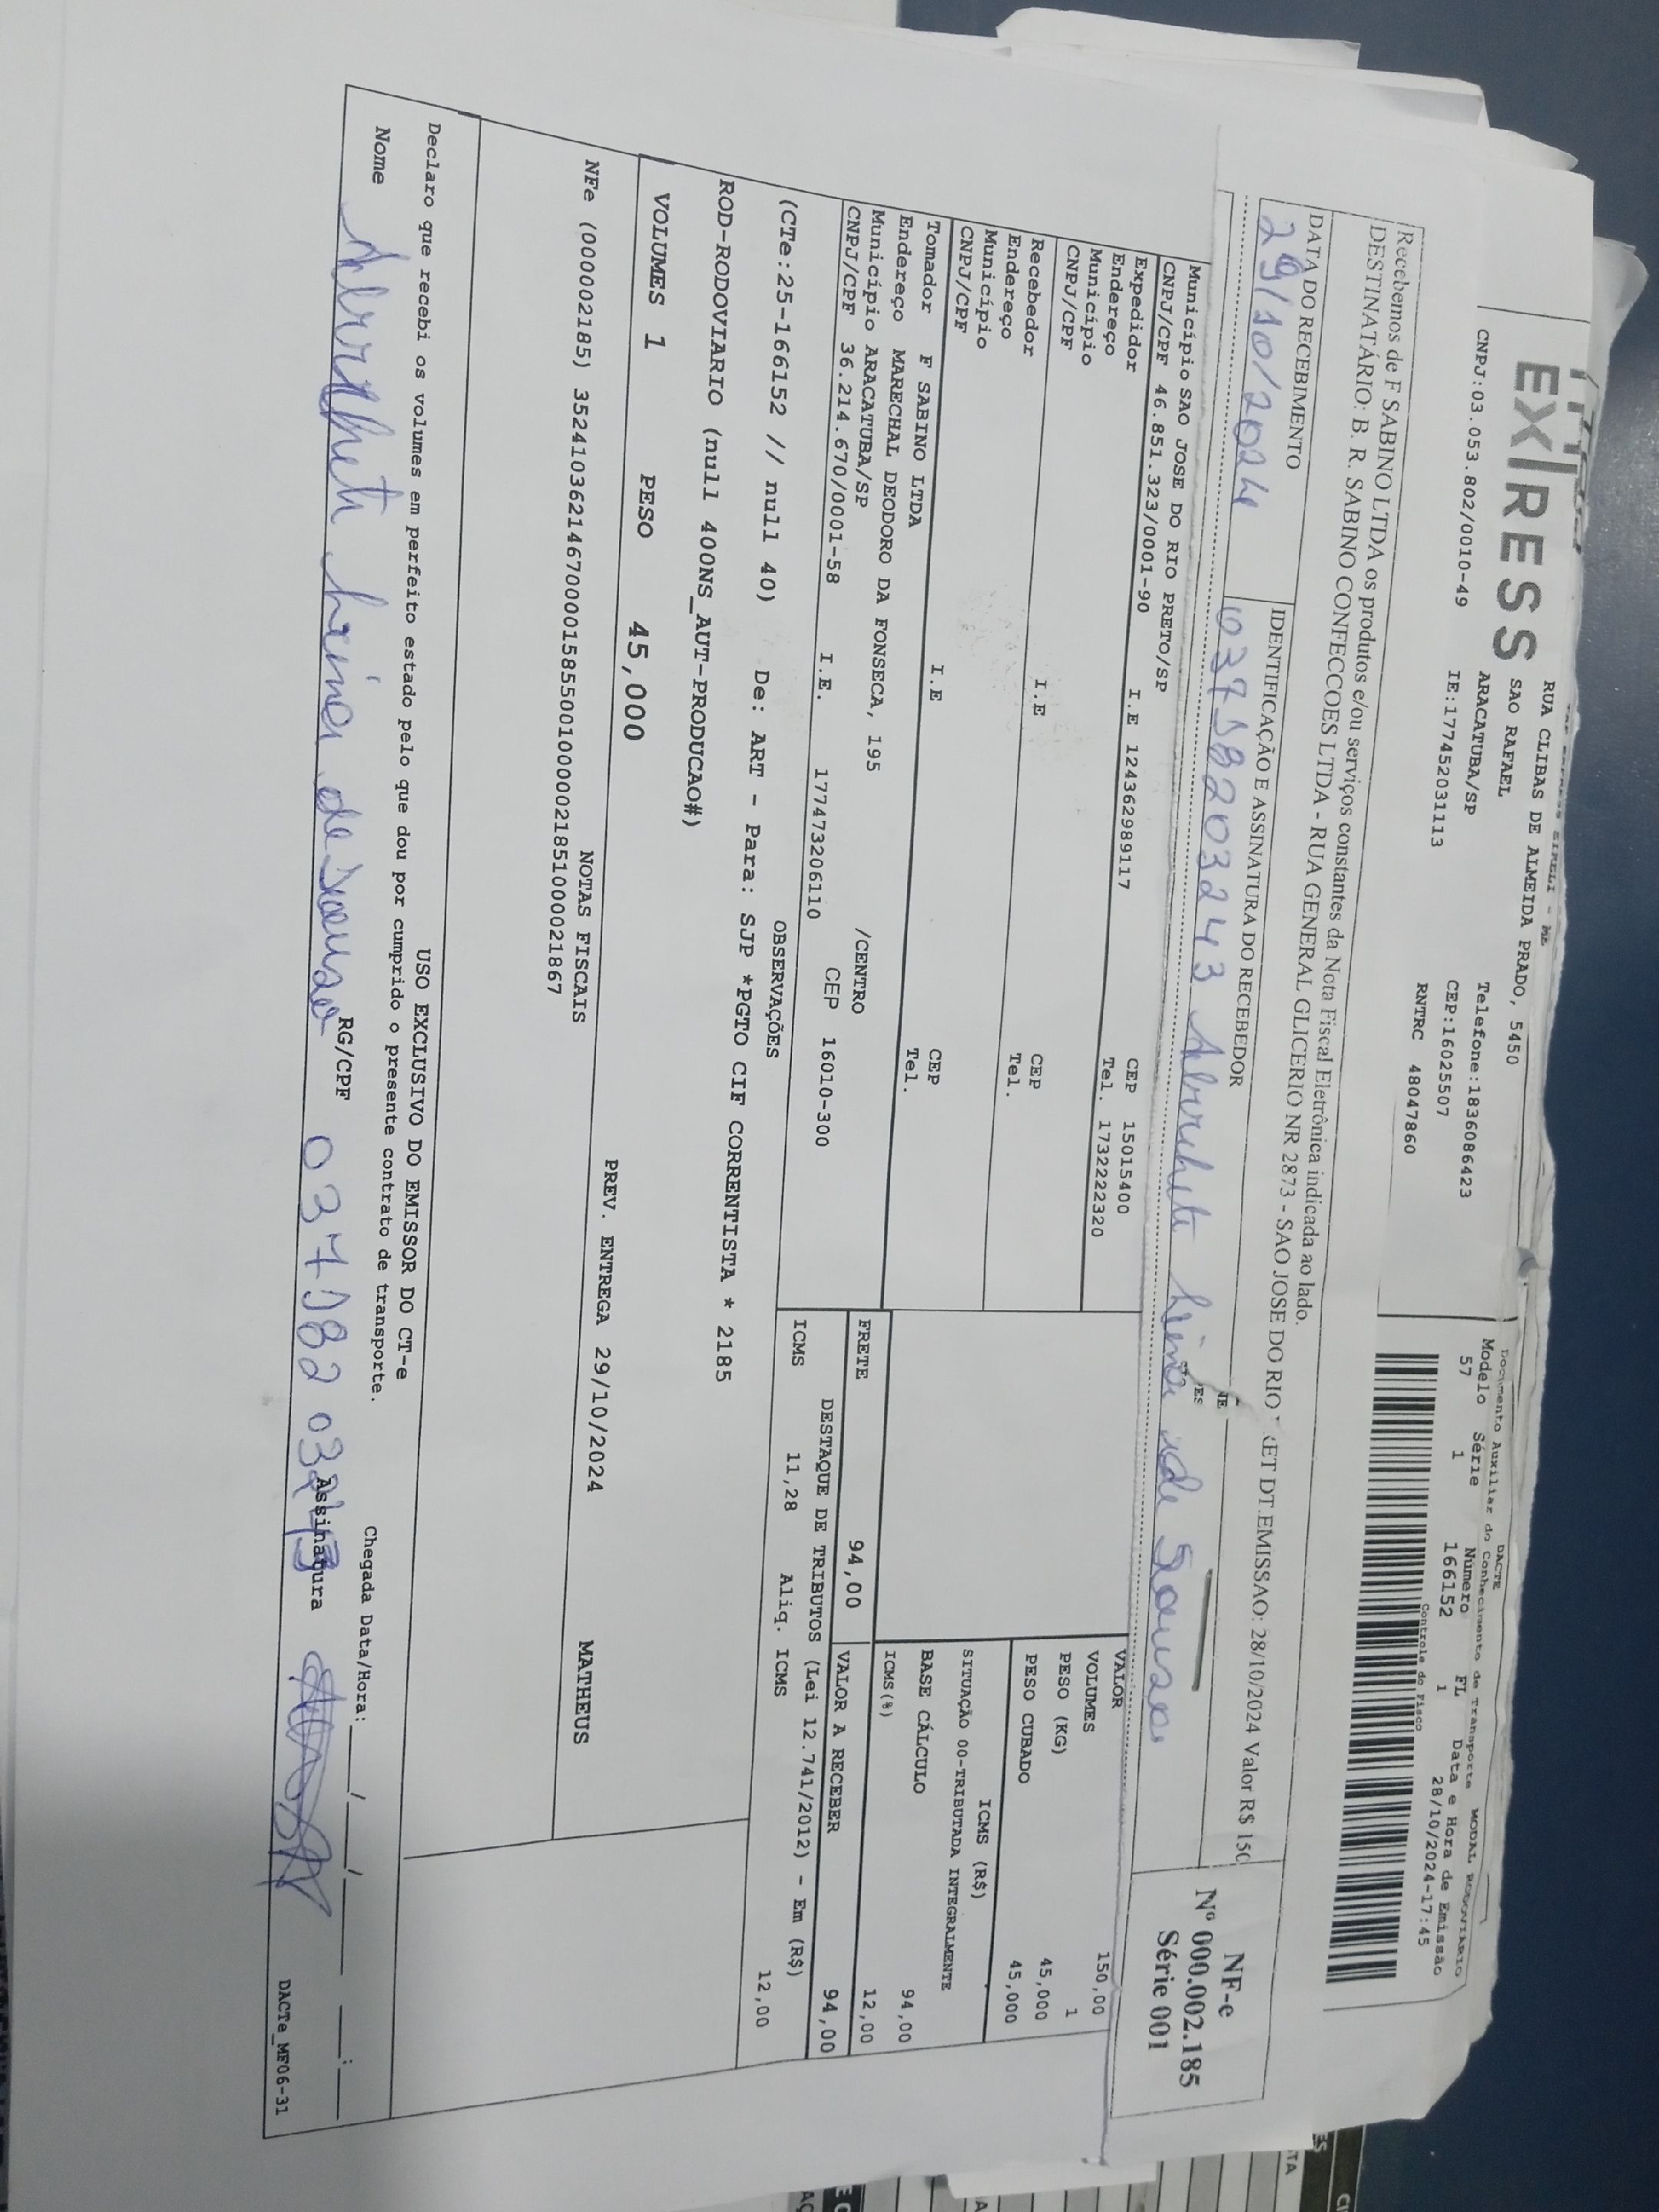 EX/RESS
RUA CLIBAS DE ALMEIDA PRADO, 5450
SAO RAFAEL
ARACATUBA/SP
Telefone:1836086423
CNPJ:03.053.802/0010-49
IE:177452031113
CEP:16025507
RNTRC 48047860
DACTE
Documento Auxiliar do Conhecimento de Transporte
MODAL RODOVIARIO
Modelo Série Número FL Data e Hora de Emissão
57 1 166152 1 28/10/2024-17:45
Controle do Fisco
Recebemos de F SABINO LTDA os produtos e/ou serviços constantes da Nota Fiscal Eletrônica indicada ao lado.
DESTINATÁRIO: B. R. SABINO CONFECCOES LTDA - RUA GENERAL GLICERIO NR 2873 - SAO JOSE DO RIO
DT.EMISSAO: 28/10/2024 Valor R$ 150
DATA DO RECEBIMENTO
29/10/2024
IDENTIFICAÇÃO E ASSINATURA DO RECEBEDOR
de Sousa
NF-e
Nº 000.002.185
Série 001
Município SAO JOSE DO RIO PRETO/SP
CNPJ/CPF 46.851.323/0001-90 I.E 124362989117
CEP 15015400
Tel. 1732222320
Expedidor
Endereço
Município
CNPJ/CPF I.E
CEP
Tel.
Recebedor
Endereço
Município
CNPJ/CPF I.E
CEP
Tel.
Tomador F SABINO LTDA
Endereço MARECHAL DEODORO DA FONSECA, 195 /CENTRO
Município ARACATUBA/SP CEP 16010-300
CNPJ/CPF 36.214.670/0001-58 I.E. 177473206110
VALOR 150,00
VOLUMES 1
PESO (KG) 45,000
PESO CUBADO 45,000
ICMS (R$)
SITUAÇÃO 00-TRIBUTADA INTEGRALMENTE
BASE CÁLCULO 94,00
ICMS(%) 12,00
FRETE 94,00
VALOR A RECEBER 94,00
DESTAQUE DE TRIBUTOS (Lei 12.741/2012) - Em (R$)
ICMS 11,28 Aliq. ICMS 12,00
OBSERVAÇÕES
(CTe:25-166152 // null 40) De: ART - Para: SJP *PGTO CIF CORRENTISTA * 2185
ROD-RODOVIARIO (null 400NS_AUT-PRODUCAO#)
VOLUMES 1 PESO 45,000
PREV. ENTREGA 29/10/2024
MATHEUS
NOTAS FISCAIS
NFe (000002185) 35241036214670000158550010000021851000021867
USO EXCLUSIVO DO EMISSOR DO CT-e
Declaro que recebi os volumes em perfeito estado pelo que dou por cumprido o presente contrato de transporte.
Chegada Data/Hora: __/__/____ __:__
Nome
de Sousa
RG/CPF
Assinatura
DACTe_MF06-31